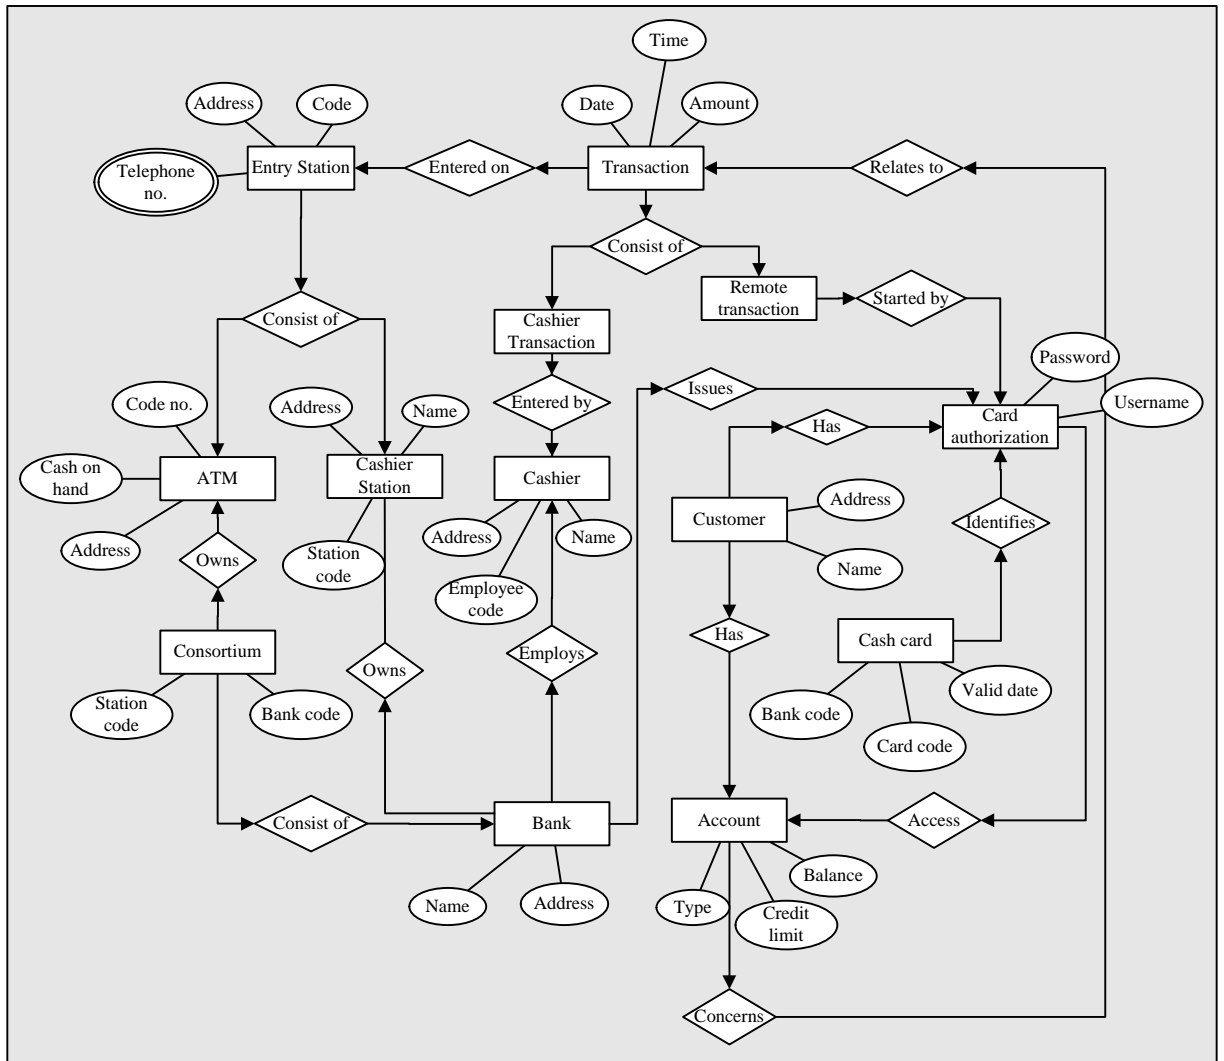 Time
Address
Code
Date
Amount
Telephone
no.
Entry Station
Entered on
Transaction
Relates to
Consist of
Remote
transaction
Started by
Consist of
Cashier
Transaction
Password
Username
Code no.
Address
Name
Entered by
Issues
Has
Card
authorization
Cash on
hand
ATM
Cashier
Station
Cashier
Customer
Address
Identifies
Address
Owns
Station
code
Address
Name
Employee
code
Name
Consortium
Owns
Employs
Has
Cash card
Station
code
Bank code
Bank code
Card code
Valid date
Consist of
Bank
Account
Access
Name
Address
Type
Credit
limit
Balance
Concerns